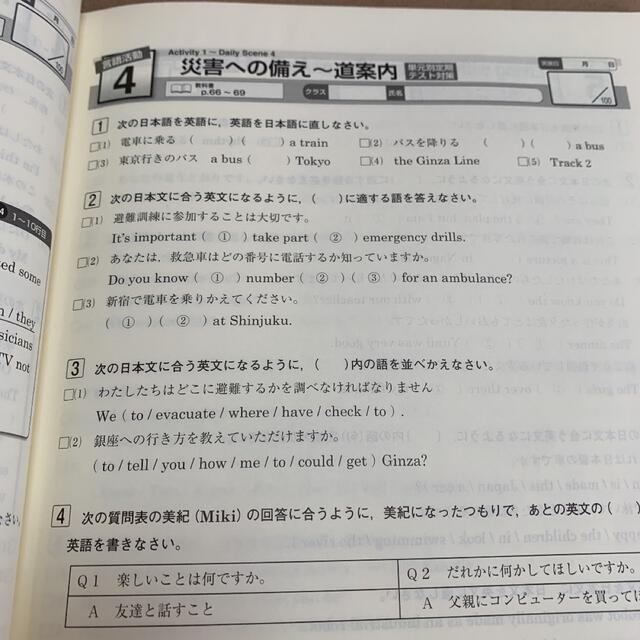 言語活動
4
Activity 1 ~ Daily Scene 4
災害への備え〜道案内
単元別定期
テスト対策
月 日
教科書
p.66 ~ 69
クラス
氏名
/100
/100
1 次の日本語を英語に，英語を日本語に直しなさい。
□(1) 電車に乗る ( )( ) a train □(2) バスを降りる ( )( ) a bus
□(3) 東京行きのバス a bus ( ) Tokyo □(4) the Ginza Line □(5) Track 2
2 次の日本文に合う英文になるように，( )に適する語を答えなさい。
□(1) 避難訓練に参加することは大切です。
It's important ( ① ) take part ( ② ) emergency drills.
□(2) あなたは，救急車はどの番号に電話するか知っていますか。
Do you know ( ① ) number ( ② ) ( ③ ) for an ambulance?
□(3) 新宿で電車を乗りかえてください。
( ① ) ( ② ) at Shinjuku.
3 次の日本文に合う英文になるように，( )内の語を並べかえなさい。
□(1) わたしたちはどこに避難するかを調べなければなりません
We ( to / evacuate / where / have / check / to ) .
□(2) 銀座への行き方を教えていただけますか。
( to / tell / you / how / me / to / could / get ) Ginza?
4 次の質問表の美紀 (Miki) の回答に合うように，美紀になったつもりで，あとの英文の( )
英語を書きなさい。
Q1 楽しいことは何ですか。
Q2 だれかに何かしてほしいですか。
A 友達と話すこと
A 父親にコンピューターを買って
4 1〜10行目
ed some
n / they
sicians
TV not